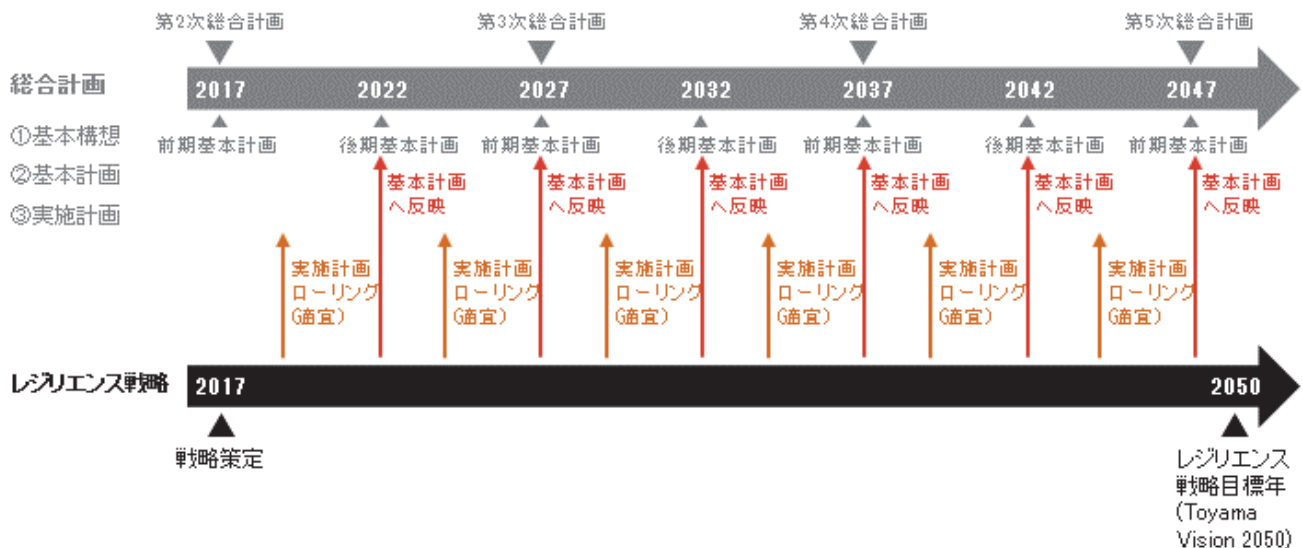 第2次総合計画 第3次総合計画 第4次総合計画 第5次総合計画
総合計画 2017 2022 2027 2032 2037 2042 2047
①基本構想
②基本計画
③実施計画
前期基本計画 後期基本計画 前期基本計画 後期基本計画 前期基本計画 後期基本計画 前期基本計画
基本計画 基本計画 基本計画 基本計画 基本計画 基本計画
へ反映 へ反映 へ反映 へ反映 へ反映 へ反映
実施計画 実施計画 実施計画 実施計画 実施計画 実施計画
ローリング ローリング ローリング ローリング ローリング ローリング
(適宜) (適宜) (適宜) (適宜) (適宜) (適宜)
レジリエンス戦略 2017 2050
戦略策定
レジリエンス
戦略目標年
(Toyama
Vision 2050)